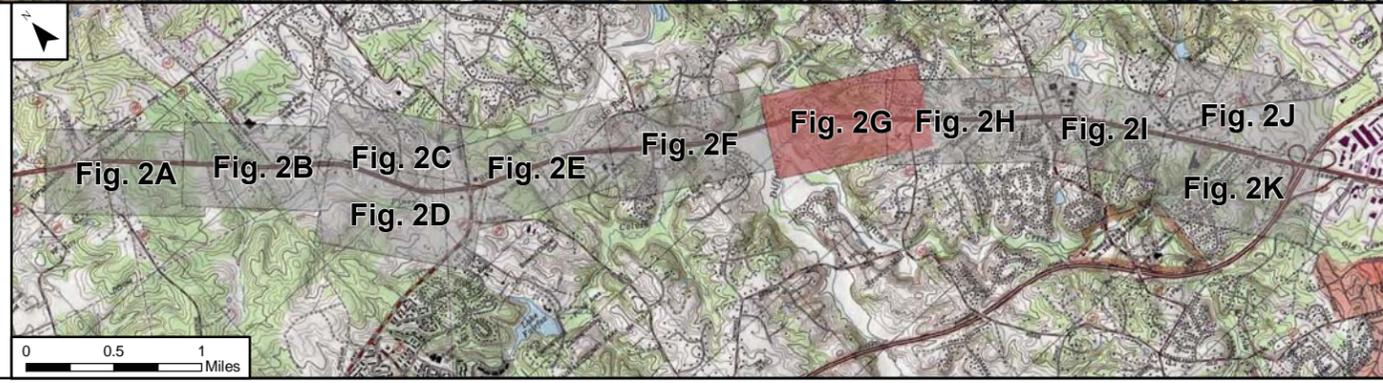 N
Fig. 2A
Fig. 2B
Fig. 2C
Fig. 2D
Fig. 2E
Fig. 2F
Fig. 2G
Fig. 2H
Fig. 2I
Fig. 2J
Fig. 2K
0 0.5 1
Miles